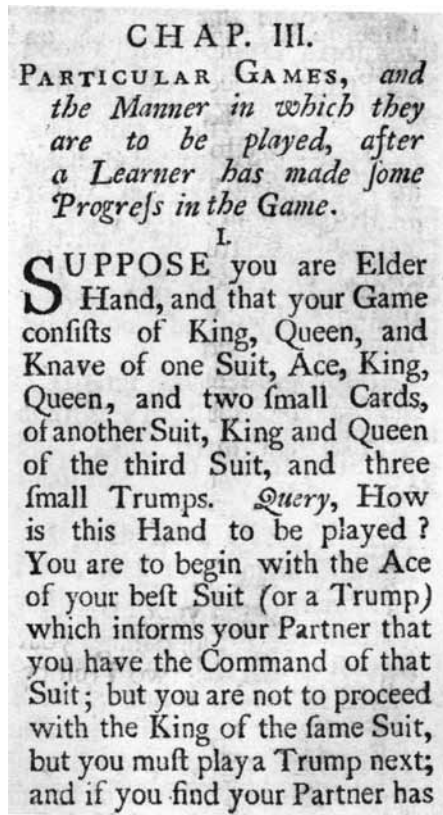 CHAP. III.
PARTICULAR GAMES, and
the Manner in which they
are to be played, after
a Learner has made ſome
Progreſs in the Game.
I.
SUPPOSE you are Elder
Hand, and that your Game
conſiſts of King, Queen, and
Knave of one Suit, Ace, King,
Queen, and two ſmall Cards,
of another Suit, King and Queen
of the third Suit, and three
ſmall Trumps. Query, How
is this Hand to be played?
You are to begin with the Ace
of your beſt Suit (or a Trump)
which informs your Partner that
you have the Command of that
Suit; but you are not to proceed
with the King of the ſame Suit,
but you muſt play a Trump next;
and if you find your Partner has